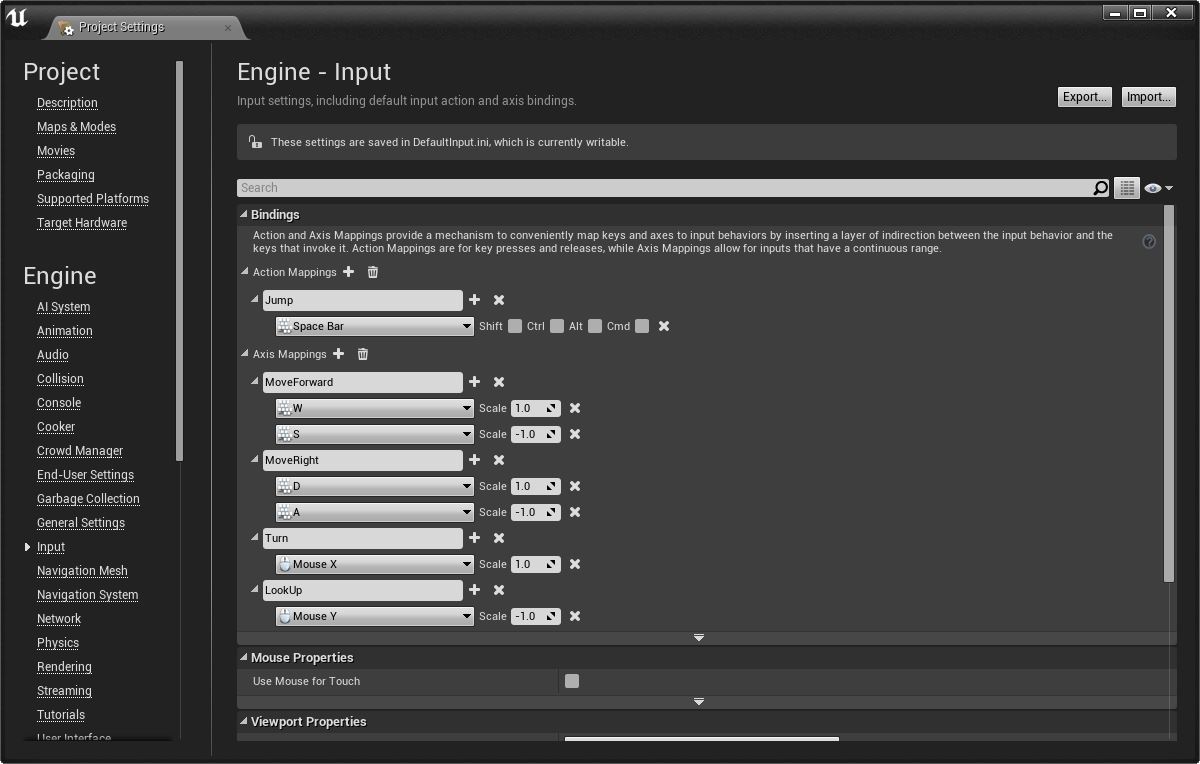 Project Settings
Project
Description
Maps & Modes
Movies
Packaging
Supported Platforms
Target Hardware
Engine
AI System
Animation
Audio
Collision
Console
Cooker
Crowd Manager
End-User Settings
Garbage Collection
General Settings
Input
Navigation Mesh
Navigation System
Network
Physics
Rendering
Streaming
Tutorials
User Interface
Engine - Input
Input settings, including default input action and axis bindings.
Export... Import...
These settings are saved in DefaultInput.ini, which is currently writable.
Search
Bindings
Action and Axis Mappings provide a mechanism to conveniently map keys and axes to input behaviors by inserting a layer of indirection between the input behavior and the
keys that invoke it. Action Mappings are for key presses and releases, while Axis Mappings allow for inputs that have a continuous range.
Action Mappings
Jump
Space Bar Shift Ctrl Alt Cmd
Axis Mappings
MoveForward
W Scale 1.0
S Scale -1.0
MoveRight
D Scale 1.0
A Scale -1.0
Turn
Mouse X Scale 1.0
LookUp
Mouse Y Scale -1.0
Mouse Properties
Use Mouse for Touch
Viewport Properties